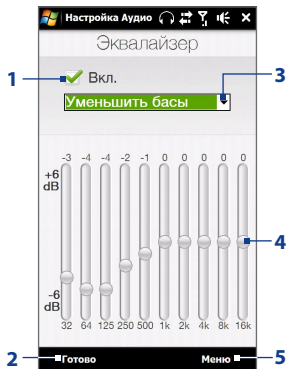 Настройка Аудио
Эквалайзер
1
Вкл.
3
Уменьшить басы
-3 -4 -4 -2 -1 0 0 0 0 0
+6
dB
4
-6
dB
32 64 125 250 500 1k 2k 4k 8k 16k
2
Готово
Меню
5